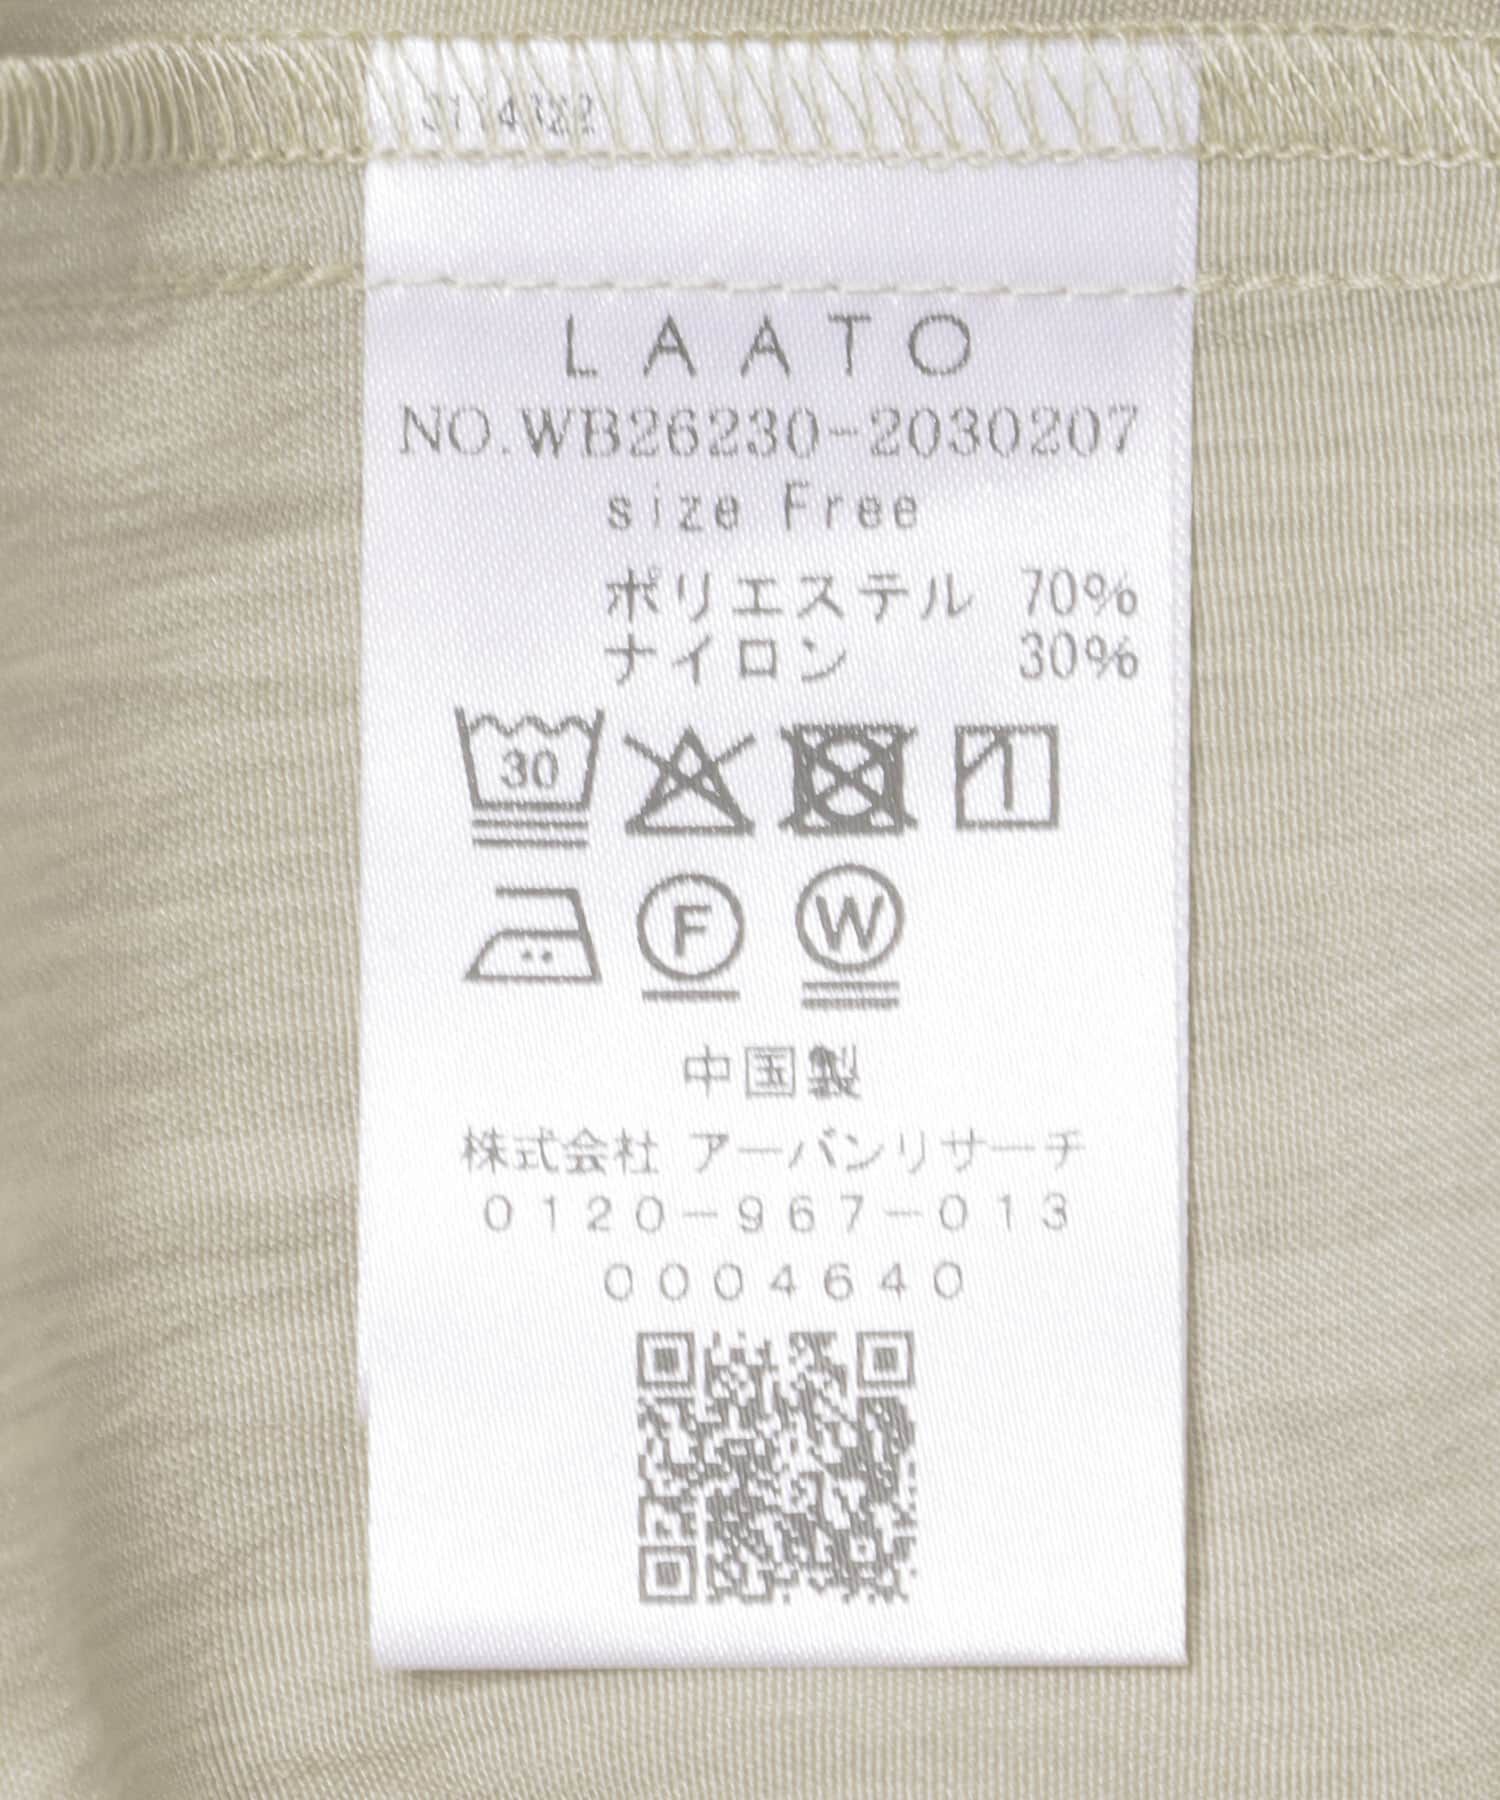 LAATO
NO.WB26230-2030207
size Free
ポリエステル 70%
ナイロン 30%
30
F
W
中国製
株式会社 アーバンリサーチ
0120-967-013
0004640